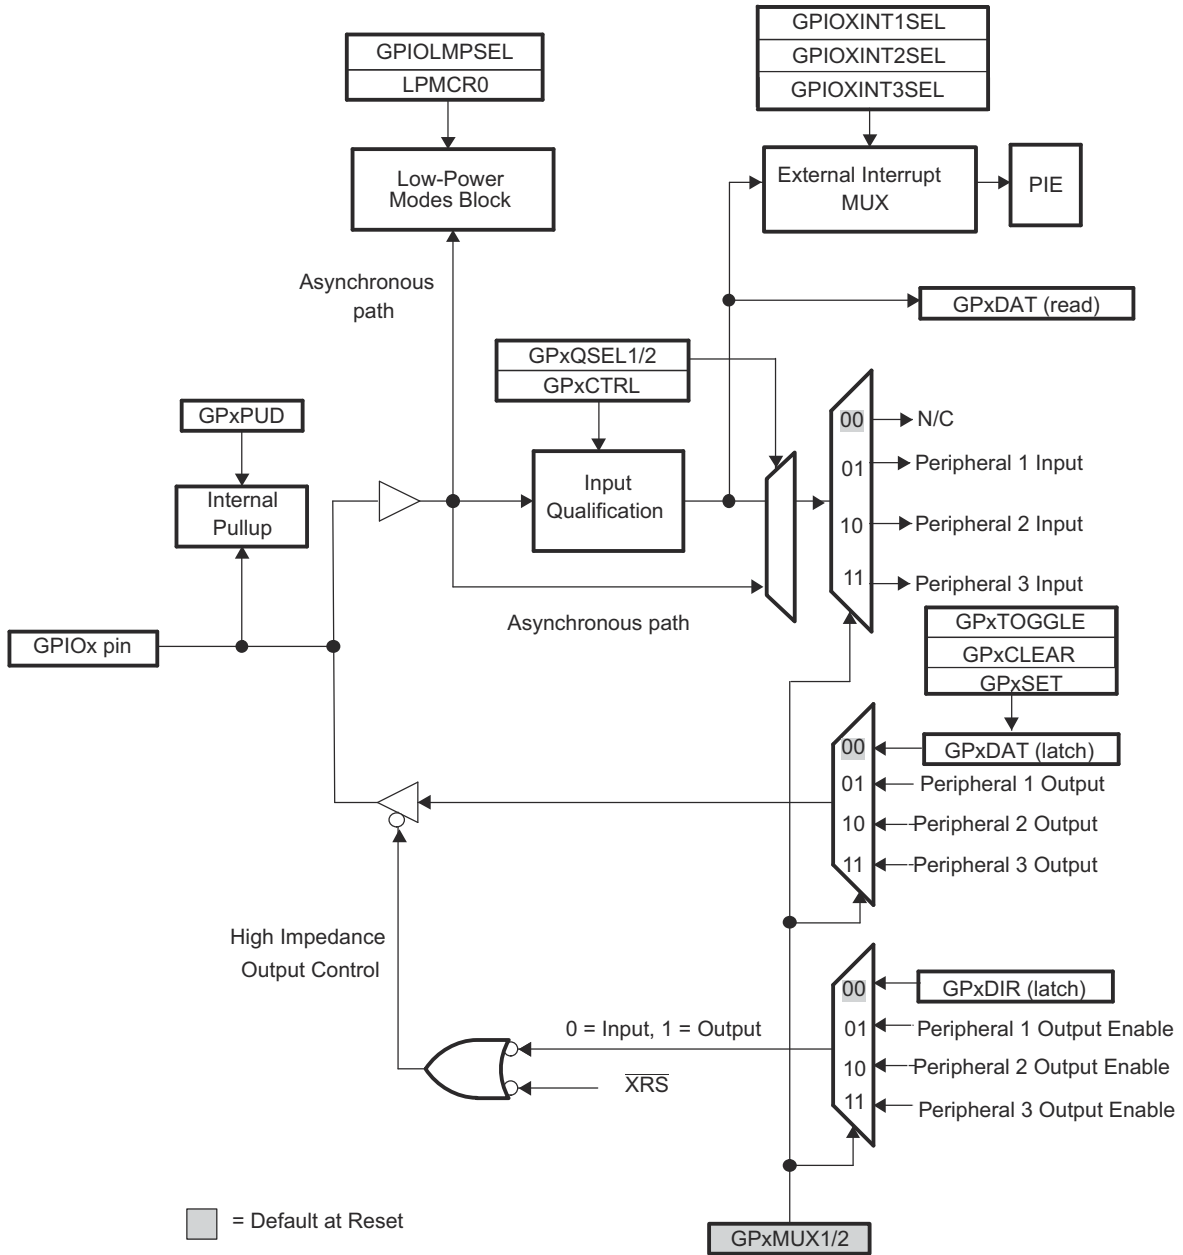 GPIOXINT1SEL
GPIOXINT2SEL
GPIOXINT3SEL
GPIOLMPSEL
LPMCR0
Low-Power
Modes Block
External Interrupt
MUX
PIE
Asynchronous
path
GPxDAT (read)
GPxQSEL1/2
GPxCTRL
GPxPUD
Internal
Pullup
Input
Qualification
00
N/C
01
Peripheral 1 Input
10
Peripheral 2 Input
11
Peripheral 3 Input
Asynchronous path
GPIOx pin
GPxTOGGLE
GPxCLEAR
GPxSET
00
GPxDAT (latch)
01
Peripheral 1 Output
10
Peripheral 2 Output
11
Peripheral 3 Output
High Impedance
Output Control
00
GPxDIR (latch)
0 = Input, 1 = Output
01
Peripheral 1 Output Enable
10
Peripheral 2 Output Enable
XRS
11
Peripheral 3 Output Enable
= Default at Reset
GPxMUX1/2